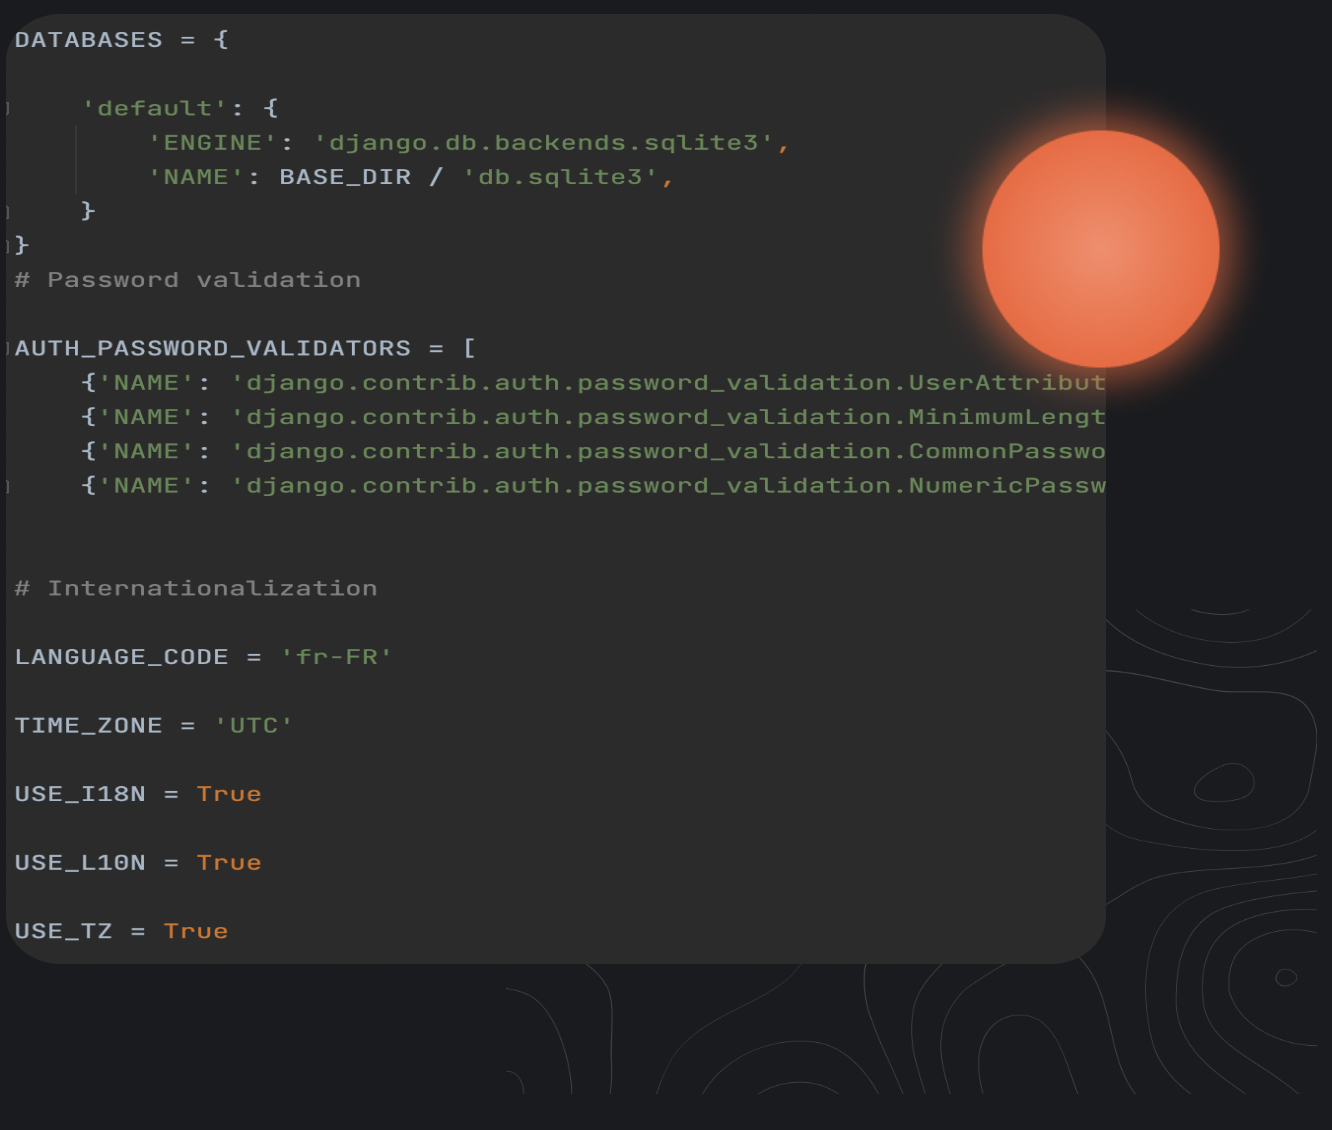 DATABASES = {
'default': {
'ENGINE': 'django.db.backends.sqlite3',
'NAME': BASE_DIR / 'db.sqlite3',
}
}
# Password validation
AUTH_PASSWORD_VALIDATORS = [
{'NAME': 'django.contrib.auth.password_validation.UserAttribut
{'NAME': 'django.contrib.auth.password_validation.MinimumLengt
{'NAME': 'django.contrib.auth.password_validation.CommonPasswo
{'NAME': 'django.contrib.auth.password_validation.NumericPassw
# Internationalization
LANGUAGE_CODE = 'fr-FR'
TIME_ZONE = 'UTC'
USE_I18N = True
USE_L10N = True
USE_TZ = True